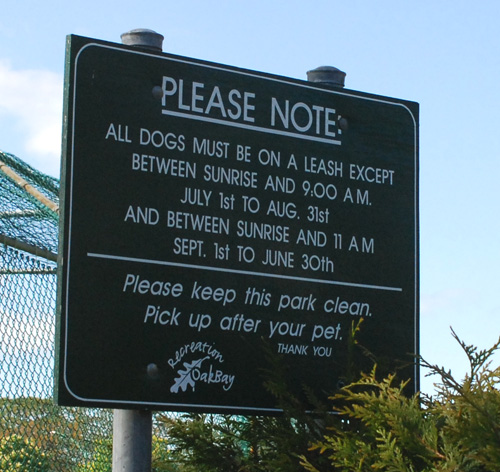 PLEASE NOTE:
ALL DOGS MUST BE ON A LEASH EXCEPT
BETWEEN SUNRISE AND 9:00 A.M.
JULY 1st TO AUG. 31st
AND BETWEEN SUNRISE AND 11 A M
SEPT. 1st TO JUNE 30th
Please keep this park clean.
Pick up after your pet.
THANK YOU
Recreation
OakBay